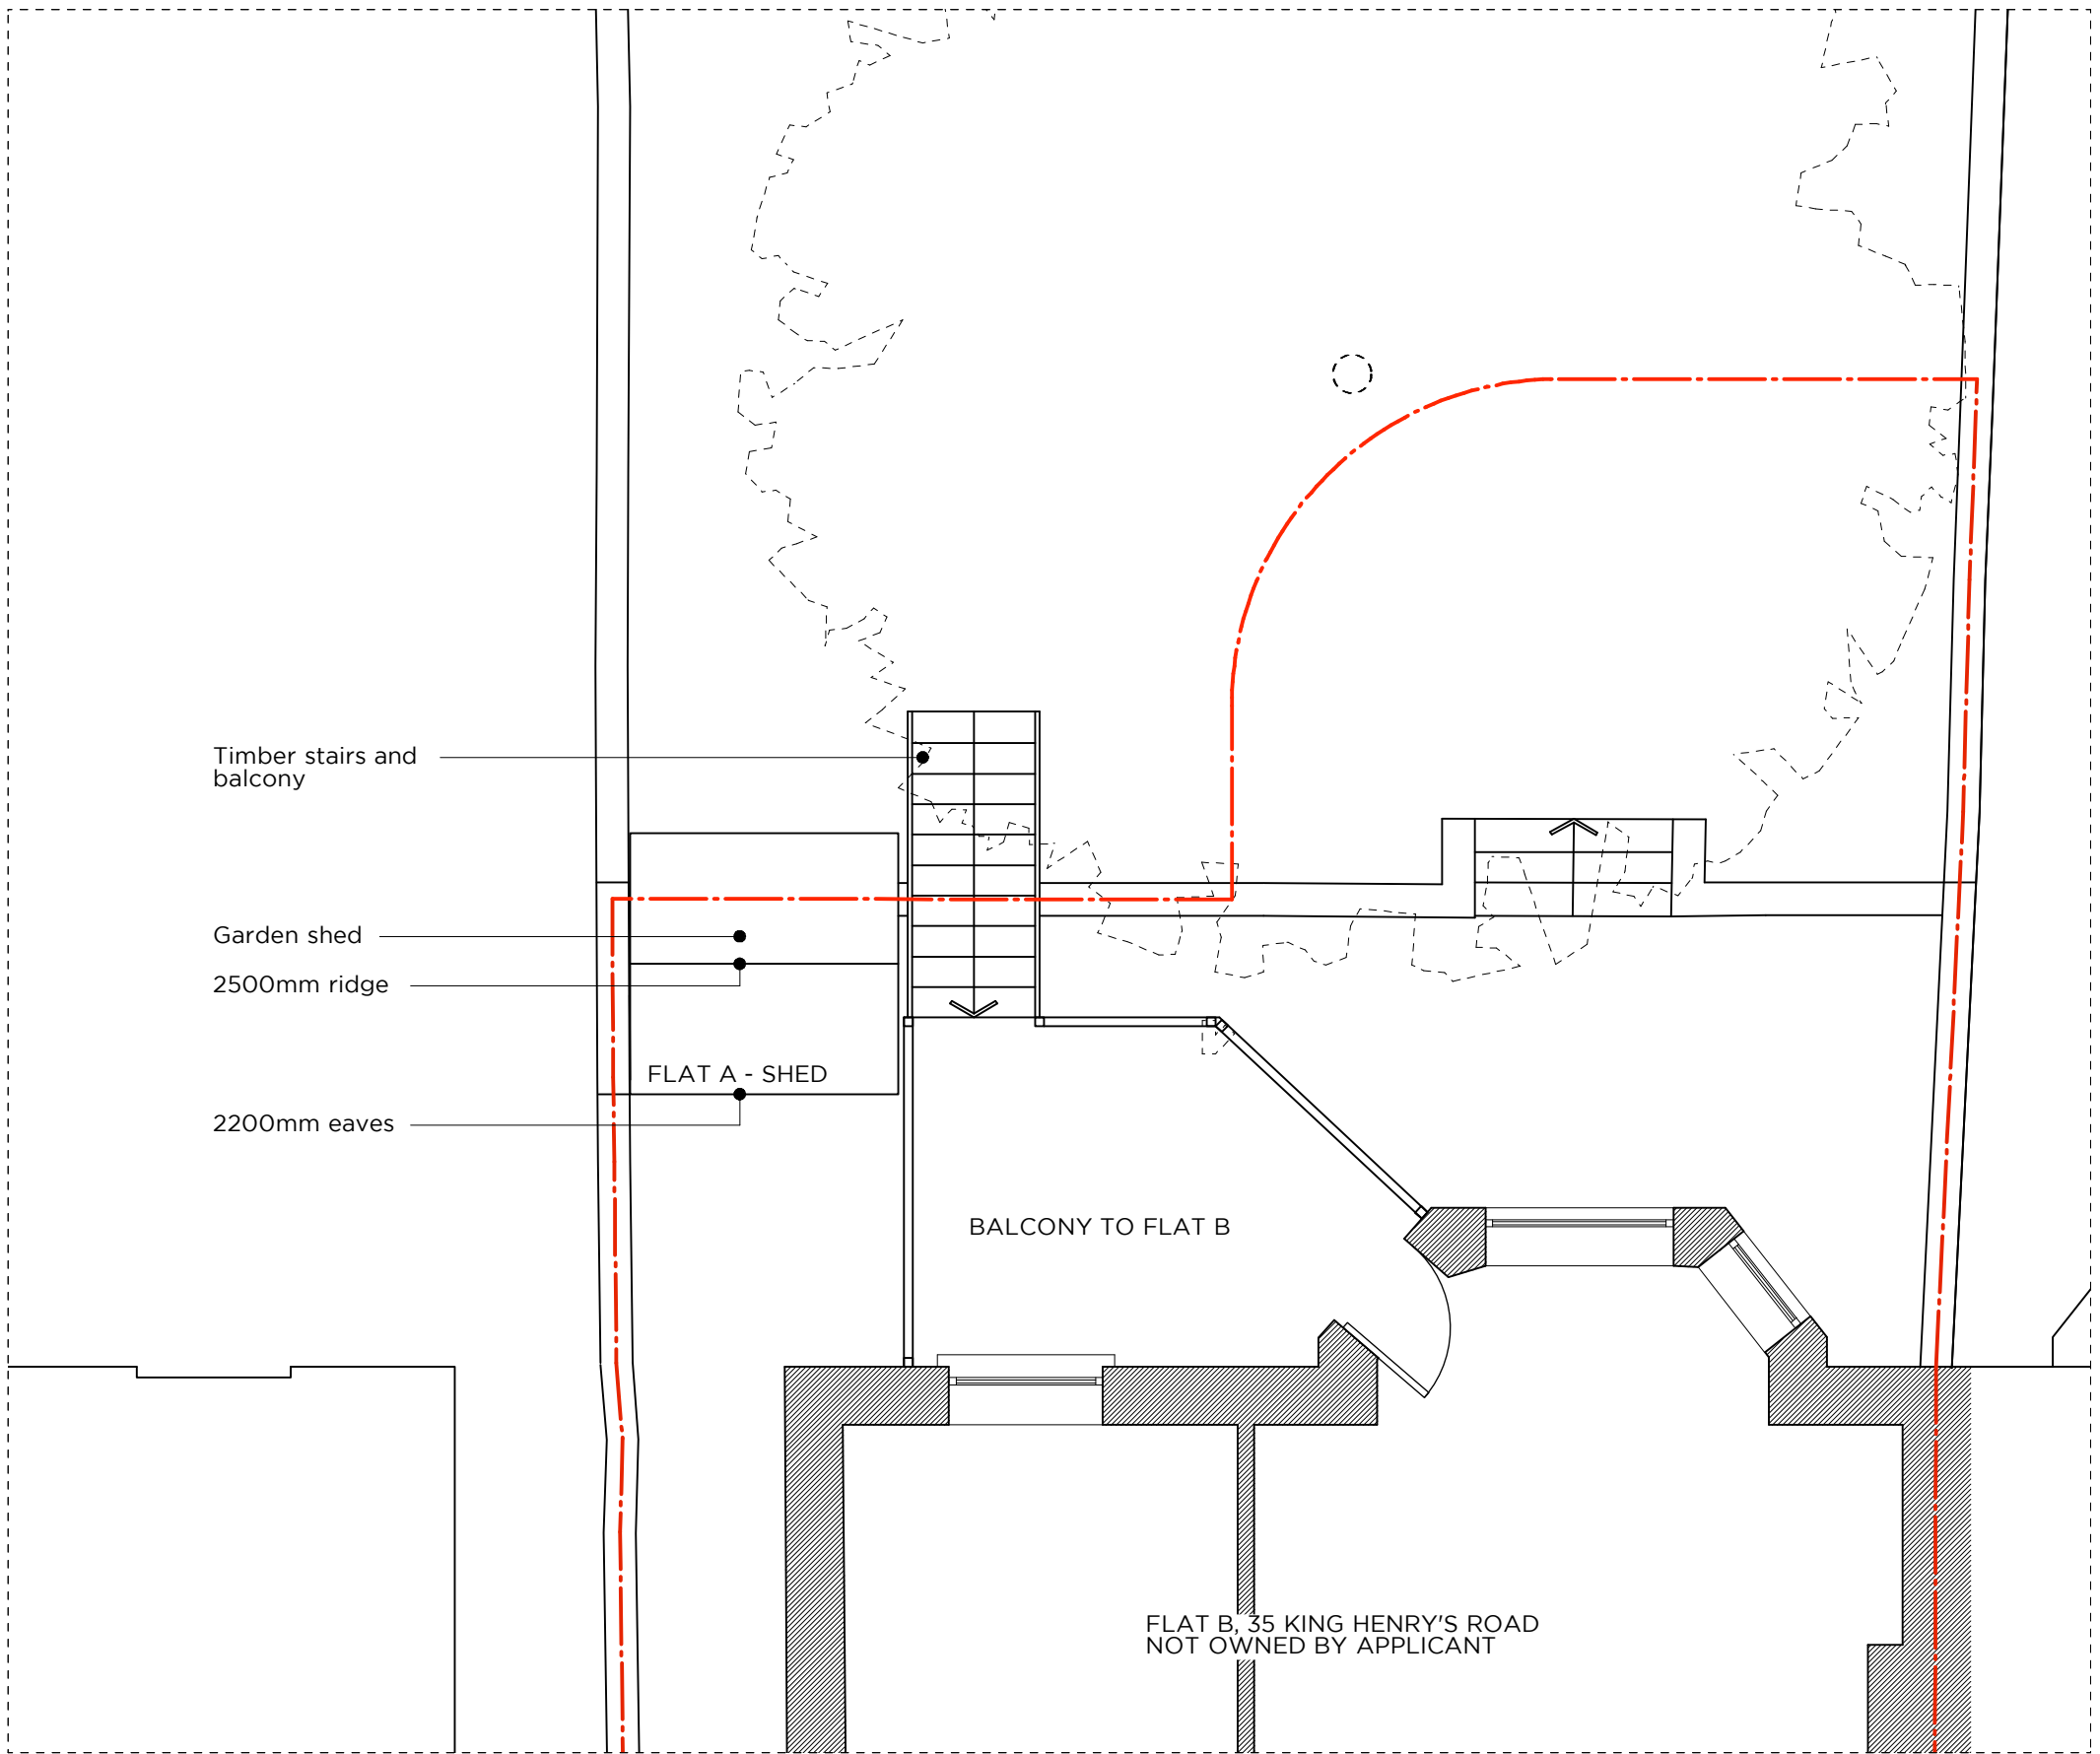 Timber stairs and
balcony
Garden shed
2500mm ridge
FLAT A - SHED
2200mm eaves
BALCONY TO FLAT B
FLAT B, 35 KING HENRY'S ROAD
NOT OWNED BY APPLICANT